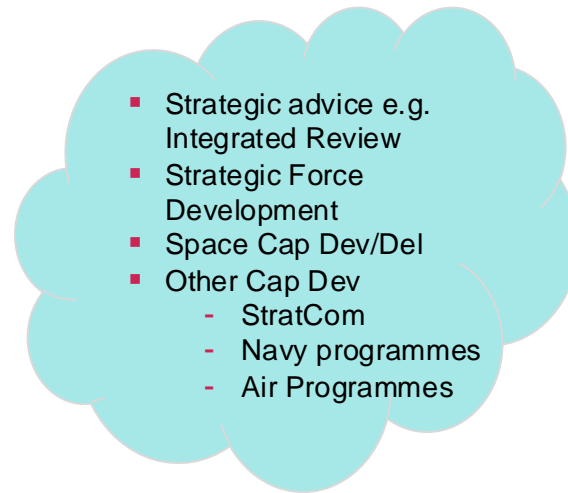 ▪ Strategic advice e.g.
Integrated Review
▪ Strategic Force
Development
▪ Space Cap Dev/Del
▪ Other Cap Dev
- StratCom
- Navy programmes
- Air Programmes